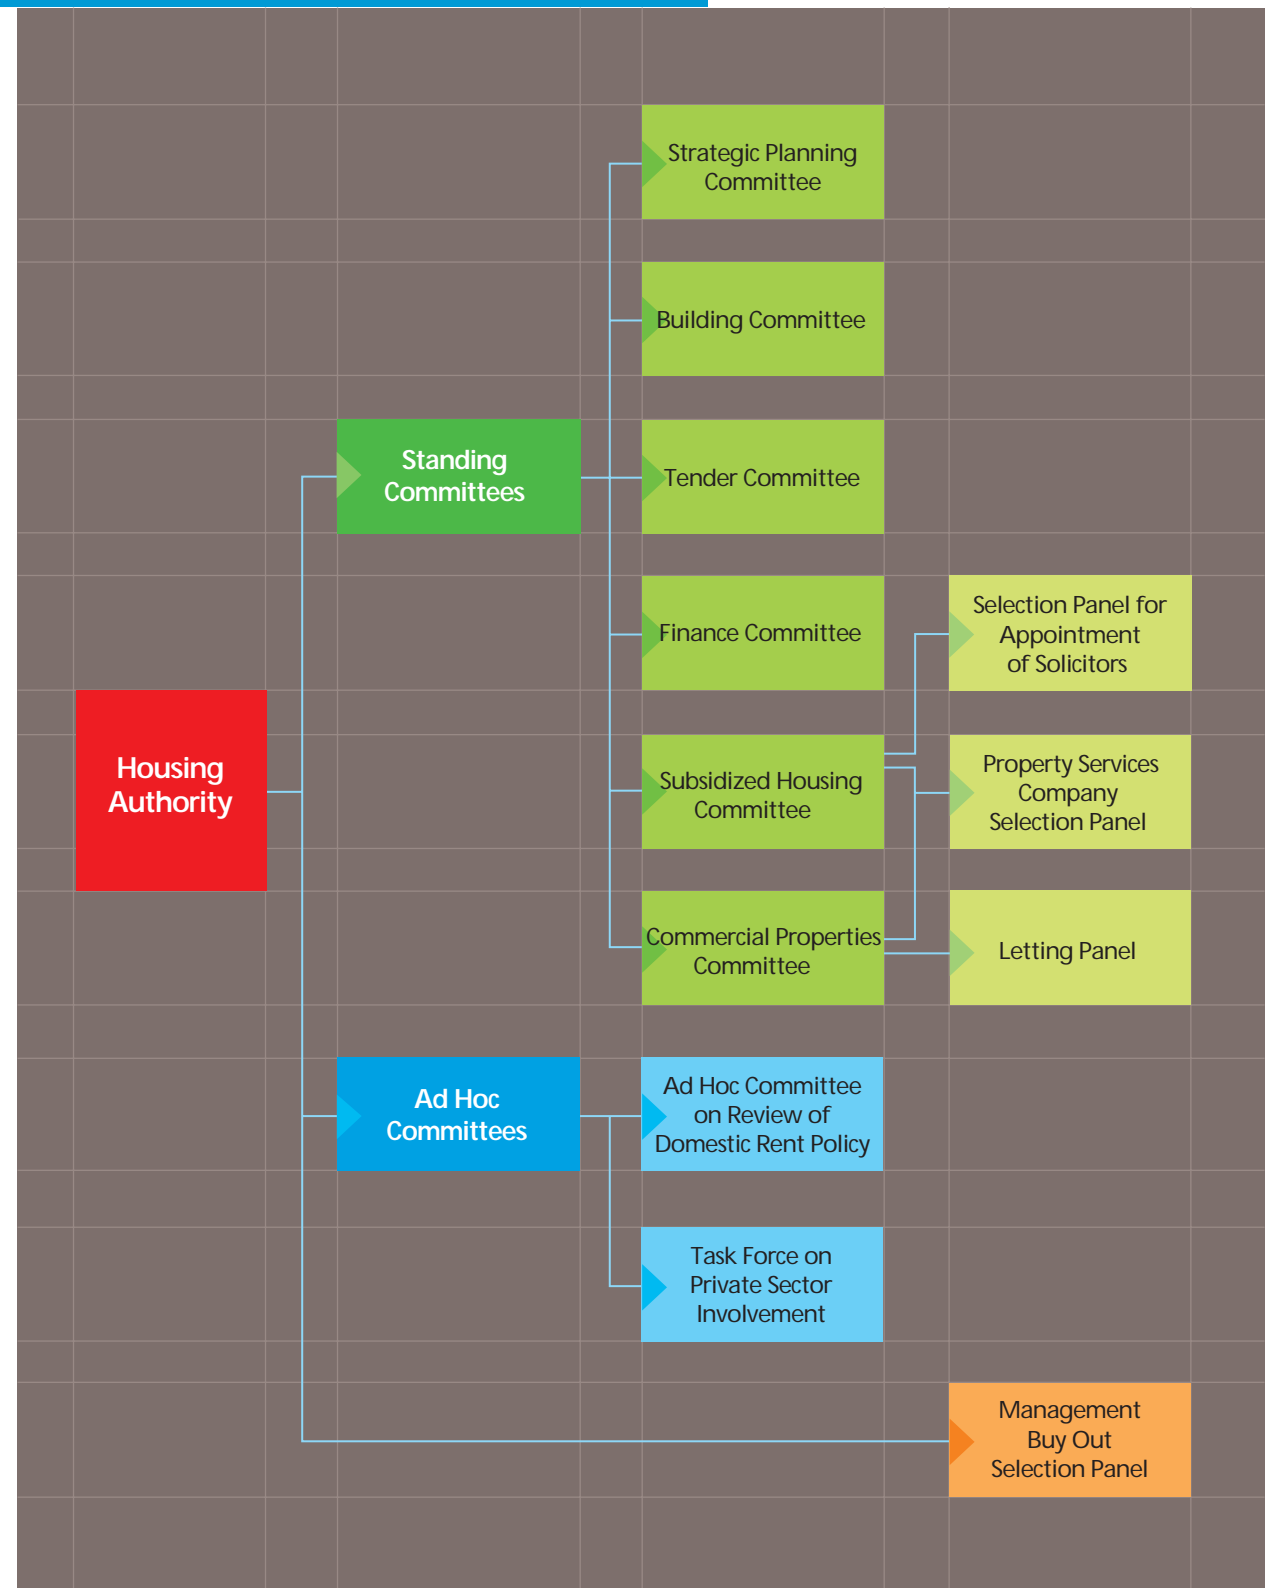 Strategic Planning
Committee
Building Committee
Standing
Committees
Tender Committee
Finance Committee
Selection Panel for
Appointment
of Solicitors
Housing
Authority
Subsidized Housing
Committee
Property Services
Company
Selection Panel
Commercial Properties
Committee
Letting Panel
Ad Hoc
Committees
Ad Hoc Committee
on Review of
Domestic Rent Policy
Task Force on
Private Sector
Involvement
Management
Buy Out
Selection Panel